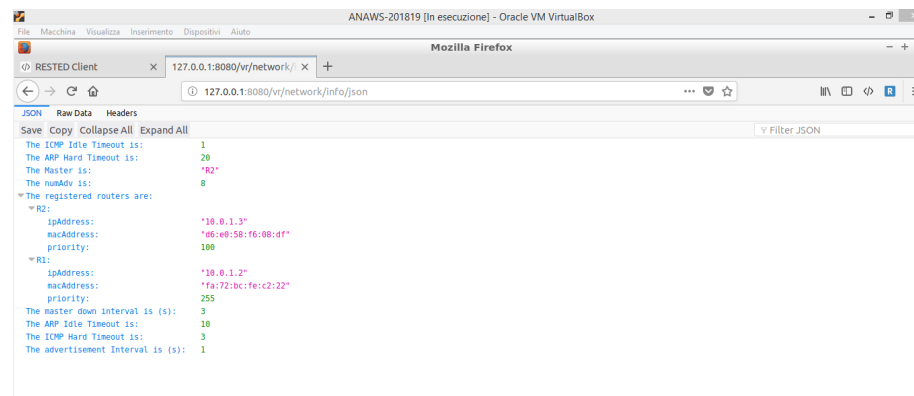 ANAWS-201819 [In esecuzione] - Oracle VM VirtualBox
File Macchina Visualizza Inserimento Dispositivi Aiuto
Mozilla Firefox
RESTED Client × 127.0.0.1:8080/vr/network/ × +
127.0.0.1:8080/vr/network/info/json
JSON Raw Data Headers
Save Copy Collapse All Expand All Filter JSON
The ICMP Idle Timeout is: 1
The ARP Hard Timeout is: 20
The Master is: "R2"
The numAdv is: 8
The registered routers are:
R2:
ipAddress: "10.0.1.3"
macAddress: "d6:e0:58:f6:08:df"
priority: 100
R1:
ipAddress: "10.0.1.2"
macAddress: "fa:72:bc:fe:c2:22"
priority: 255
The master down interval is (s): 3
The ARP Idle Timeout is: 10
The ICMP Hard Timeout is: 3
The advertisement Interval is (s): 1